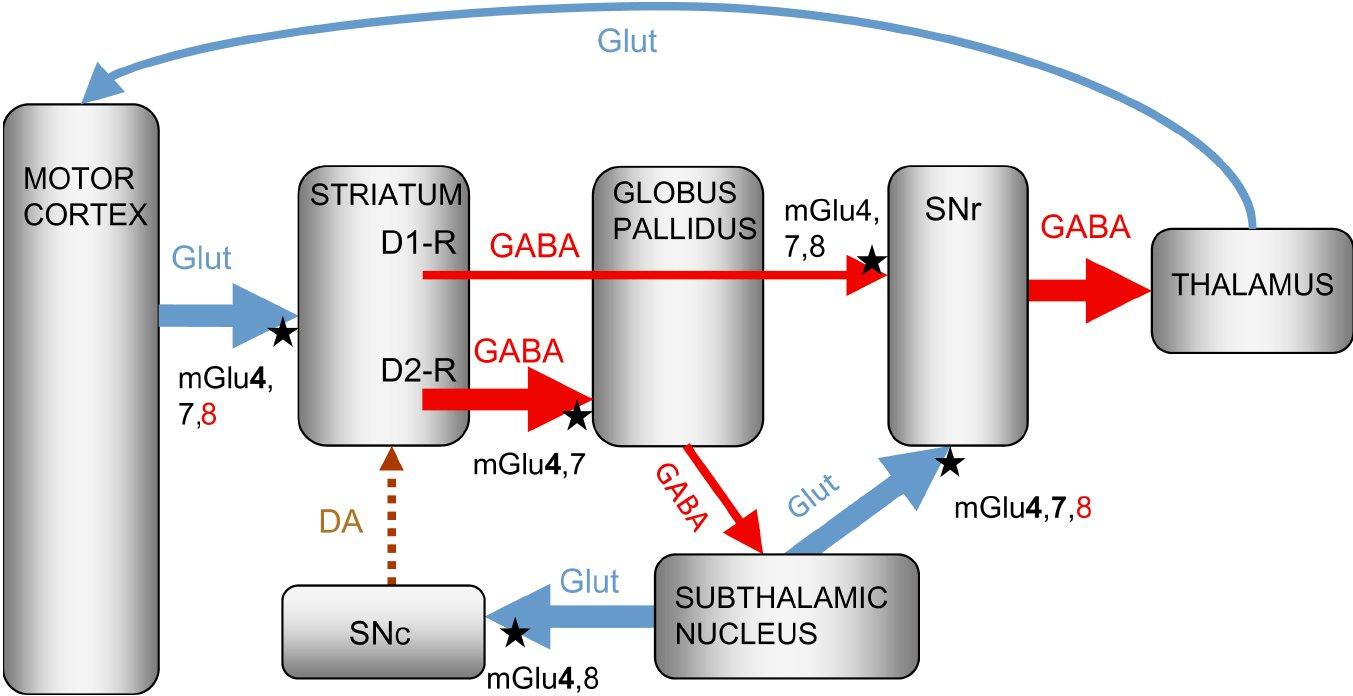 Glut
MOTOR
CORTEX
Glut
mGlu4,
7,8
STRIATUM
D1-R
GABA
D2-R
GABA
mGlu4,7
GLOBUS
PALLIDUS
mGlu4,
7,8
SNr
GABA
THALAMUS
DA
SNc
Glut
mGlu4,8
GABA
SUBTHALAMIC
NUCLEUS
Glut
mGlu4,7,8